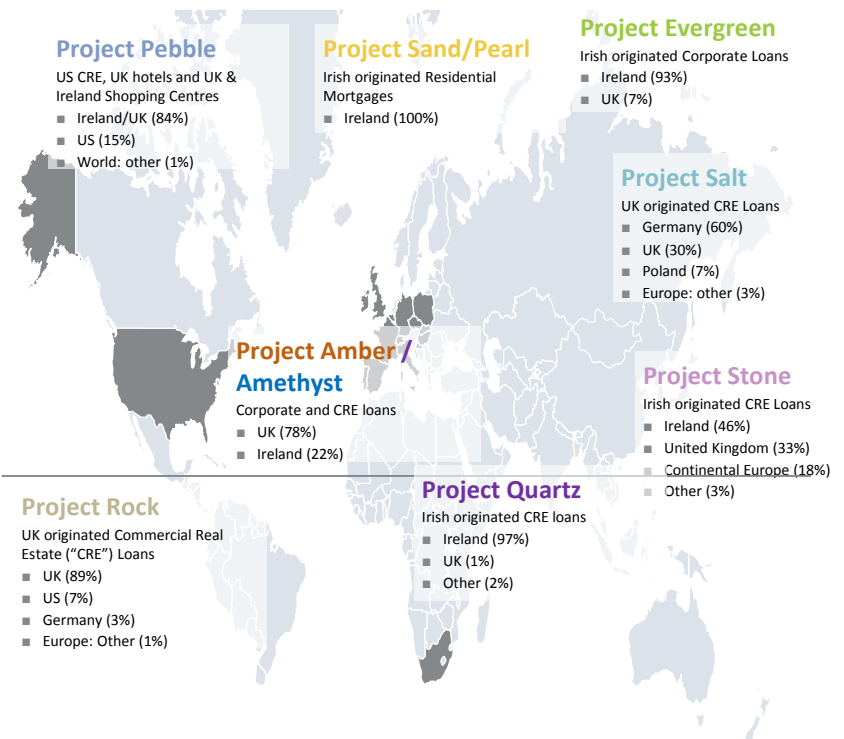 Project Pebble
US CRE, UK hotels and UK &
Ireland Shopping Centres
■ Ireland/UK (84%)
■ US (15%)
■ World: other (1%)
Project Sand/Pearl
Irish originated Residential
Mortgages
■ Ireland (100%)
Project Evergreen
Irish originated Corporate Loans
■ Ireland (93%)
■ UK (7%)
Project Salt
UK originated CRE Loans
■ Germany (60%)
■ UK (30%)
■ Poland (7%)
■ Europe: other (3%)
Project Amber /
Amethyst
Corporate and CRE loans
■ UK (78%)
■ Ireland (22%)
Project Stone
Irish originated CRE Loans
■ Ireland (46%)
■ United Kingdom (33%)
■ Continental Europe (18%)
■ Other (3%)
Project Rock
UK originated Commercial Real
Estate (“CRE”) Loans
■ UK (89%)
■ US (7%)
■ Germany (3%)
■ Europe: Other (1%)
Project Quartz
Irish originated CRE loans
■ Ireland (97%)
■ UK (1%)
■ Other (2%)